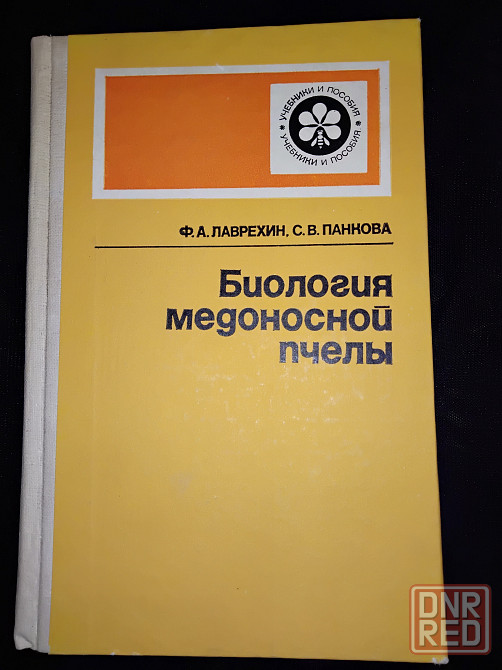 УЧЕБНИКИ И ПОСОБИЯ * УЧЕБНИКИ И ПОСОБИЯ *
Ф. А. ЛАВРЕХИН, С. В. ПАНКОВА
Биология
медоносной
пчелы
DNR
RED